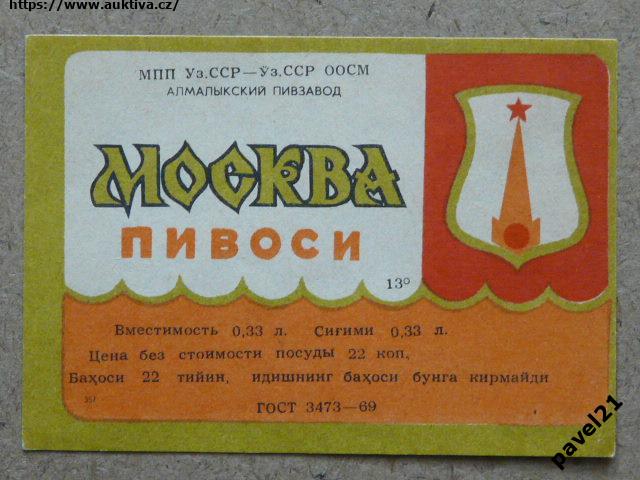 https://www.auktiva.cz/
МПП Уз.ССР—Ўз.ССР ООСМ
АЛМАЛЫКСКИЙ ПИВЗАВОД
МОСКВА
ПИВОСИ
13°
Вместимость 0,33 л. Сиғими 0,33 л.
Цена без стоимости посуды 22 коп,
Баҳоси 22 тийин, идишнинг баҳоси бунга кирмайди
357
ГОСТ 3473—69
pavel21